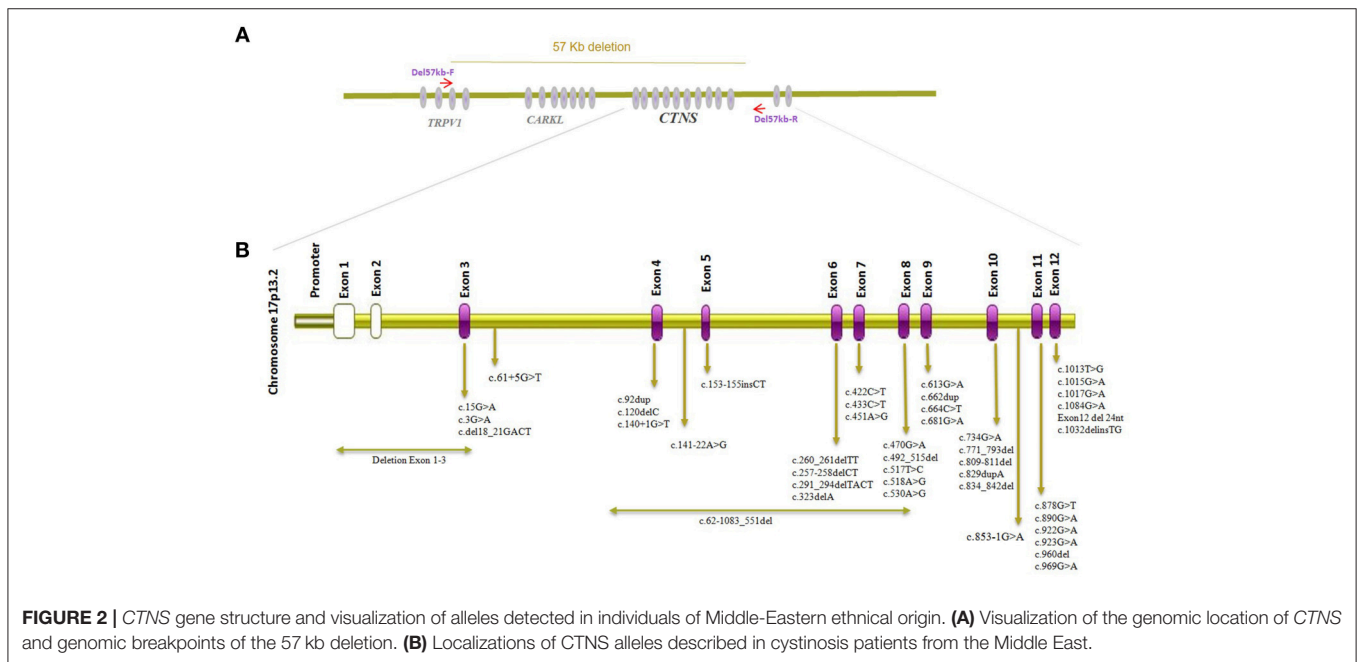 A
57 Kb deletion
Del57kb-F
TRPV1
CARKL
CTNS
Del57kb-R
B
Chromosome 17p13.2
Promoter
Exon 1
Exon 2
Exon 3
Exon 4
Exon 5
Exon 6
Exon 7
Exon 8
Exon 9
Exon 10
Exon 11
Exon 12
c.15G>A
c.3G>A
c.del18_21GACT
c.61+5G>T
Deletion Exon 1-3
c.92dup
c.120delC
c.140+1G>T
c.141-22A>G
c.153-155insCT
c.260_261delTT
c.257-258delCT
c.291_294delTACT
c.323delA
c.422C>T
c.433C>T
c.451A>G
c.470G>A
c.492_515del
c.517T>C
c.518A>G
c.530A>G
c.62-1083_551del
c.613G>A
c.662dup
c.664C>T
c.681G>A
c.734G>A
c.771_793del
c.809-811del
c.829dupA
c.834_842del
c.853-1G>A
c.878G>T
c.890G>A
c.922G>A
c.923G>A
c.960del
c.969G>A
c.1013T>G
c.1015G>A
c.1017G>A
c.1084G>A
Exon12 del 24nt
c.1032delinsTG
FIGURE 2 | CTNS gene structure and visualization of alleles detected in individuals of Middle-Eastern ethnical origin. (A) Visualization of the genomic location of CTNS
and genomic breakpoints of the 57 kb deletion. (B) Localizations of CTNS alleles described in cystinosis patients from the Middle East.